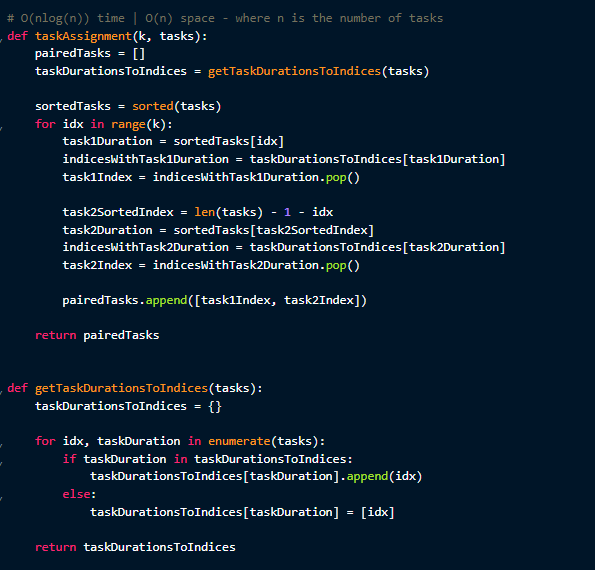 # O(nlog(n)) time | O(n) space - where n is the number of tasks
def taskAssignment(k, tasks):
    pairedTasks = []
    taskDurationsToIndices = getTaskDurationsToIndices(tasks)

    sortedTasks = sorted(tasks)
    for idx in range(k):
        task1Duration = sortedTasks[idx]
        indicesWithTask1Duration = taskDurationsToIndices[task1Duration]
        task1Index = indicesWithTask1Duration.pop()

        task2SortedIndex = len(tasks) - 1 - idx
        task2Duration = sortedTasks[task2SortedIndex]
        indicesWithTask2Duration = taskDurationsToIndices[task2Duration]
        task2Index = indicesWithTask2Duration.pop()

        pairedTasks.append([task1Index, task2Index])

    return pairedTasks


def getTaskDurationsToIndices(tasks):
    taskDurationsToIndices = {}

    for idx, taskDuration in enumerate(tasks):
        if taskDuration in taskDurationsToIndices:
            taskDurationsToIndices[taskDuration].append(idx)
        else:
            taskDurationsToIndices[taskDuration] = [idx]

    return taskDurationsToIndices